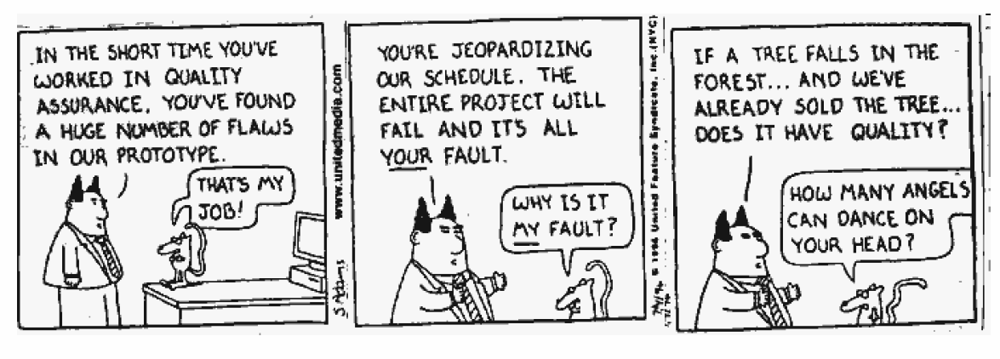 IN THE SHORT TIME YOU'VE
WORKED IN QUALITY
ASSURANCE, YOU'VE FOUND
A HUGE NUMBER OF FLAWS
IN OUR PROTOTYPE.
THAT'S MY
JOB!
S.Adams
www.unitedmedia.com
YOU'RE JEOPARDIZING
OUR SCHEDULE. THE
ENTIRE PROJECT WILL
FAIL AND IT'S ALL
YOUR FAULT.
WHY IS IT
MY FAULT?
© 1996 United Feature Syndicate, Inc.(NYC)
IF A TREE FALLS IN THE
FOREST... AND WE'VE
ALREADY SOLD THE TREE...
DOES IT HAVE QUALITY?
HOW MANY ANGELS
CAN DANCE ON
YOUR HEAD?